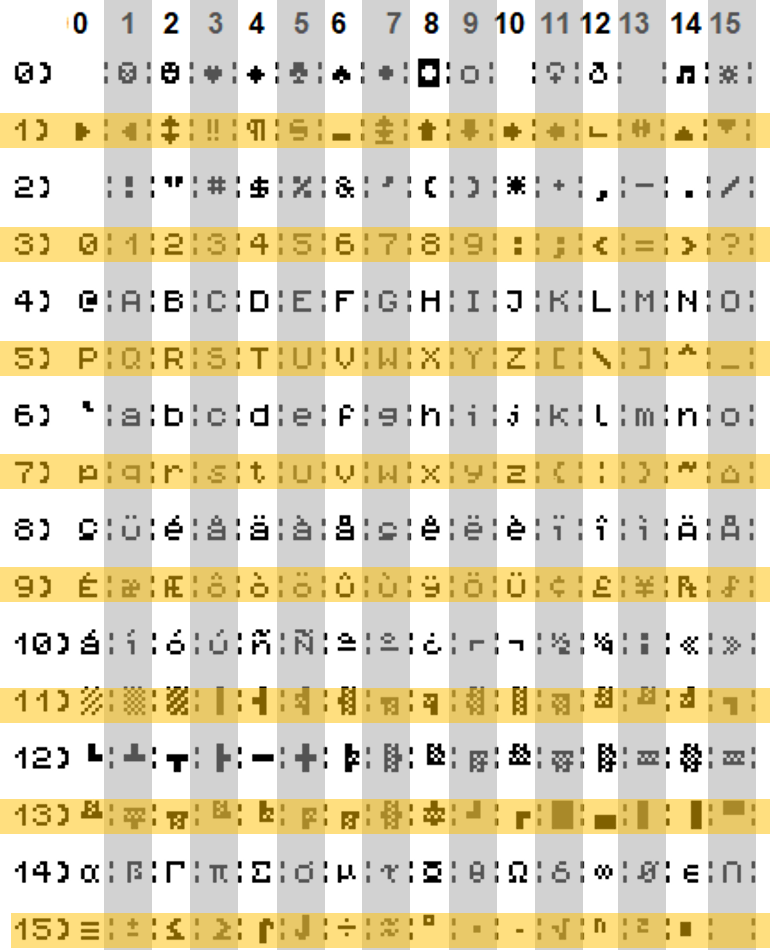 0 1 2 3 4 5 6 7 8 9 10 11 12 13 14 15
0)  ¦☺¦☻¦♥¦♦¦♣¦♠¦•¦◘¦○¦  ¦♀¦♂¦  ¦♫¦☼¦
1) ►¦◄¦↕¦‼¦¶¦§¦▬¦↨¦↑¦↓¦→¦←¦∟¦↔¦▲¦▼¦
2)  ¦!¦"¦#¦$¦%¦&¦'¦(¦)¦*¦+¦,¦-¦.¦/¦
3) 0¦1¦2¦3¦4¦5¦6¦7¦8¦9¦:¦;¦<¦=¦>¦?¦
4) @¦A¦B¦C¦D¦E¦F¦G¦H¦I¦J¦K¦L¦M¦N¦O¦
5) P¦Q¦R¦S¦T¦U¦V¦W¦X¦Y¦Z¦[¦\¦]¦^¦_¦
6) `¦a¦b¦c¦d¦e¦f¦g¦h¦i¦j¦k¦l¦m¦n¦o¦
7) p¦q¦r¦s¦t¦u¦v¦w¦x¦y¦z¦{¦|¦}¦~¦⌂¦
8) Ç¦ü¦é¦â¦ä¦à¦å¦ç¦ê¦ë¦è¦ï¦î¦ì¦Ä¦Å¦
9) É¦æ¦Æ¦ô¦ò¦ö¦û¦ù¦ÿ¦Ö¦Ü¦¢¦£¦¥¦₧¦ƒ¦
10) á¦í¦ó¦ú¦ñ¦Ñ¦ª¦º¦¿¦⌐¦¬¦½¦¼¦¡¦«¦»¦
11) ░¦▒¦▓¦│¦┤¦╡¦╢¦╖¦╕¦╣¦║¦╗¦╝¦╜¦╛¦┐¦
12) └¦┴¦┬¦├¦─¦┼¦╞¦╟¦╚¦╔¦╩¦╦¦╠¦═¦╬¦╧¦
13) ╨¦╤¦╥¦╙¦╘¦╒¦╓¦╫¦╪¦┘¦┌¦█¦▄¦▌¦▐¦▀¦
14) α¦ß¦Γ¦π¦Σ¦σ¦µ¦τ¦Φ¦Θ¦Ω¦δ¦∞¦φ¦ε¦∩¦
15) ≡¦±¦≥¦≤¦⌠¦⌡¦÷¦≈¦°¦∙¦·¦√¦ⁿ¦²¦■¦ ¦